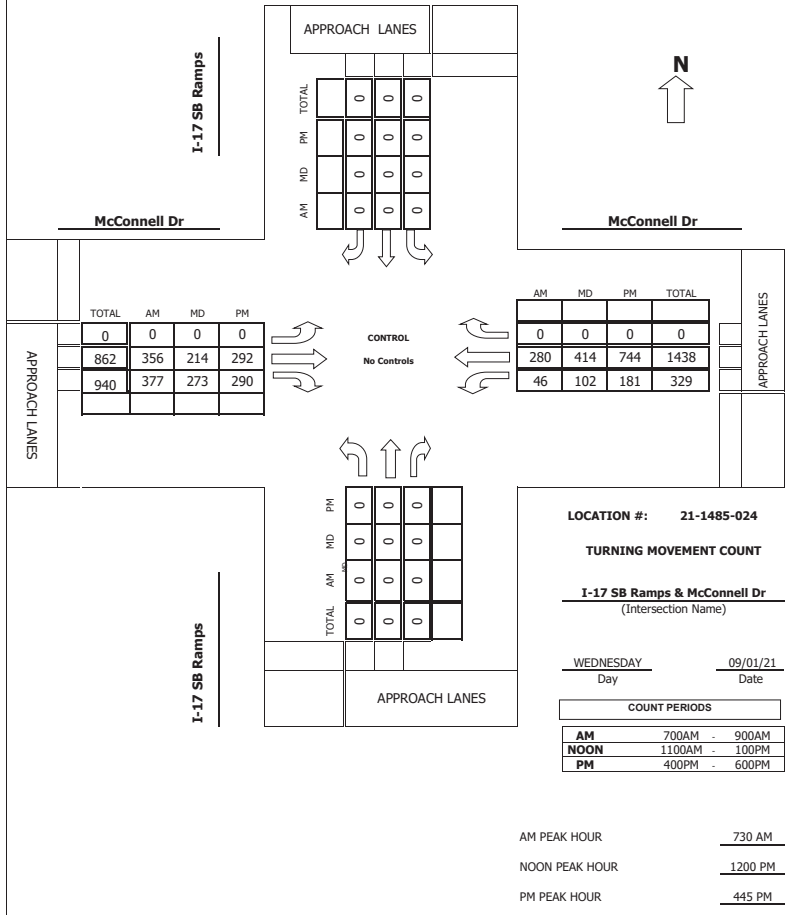 APPROACH LANES
I-17 SB Ramps
N
TOTAL 0 0 0
PM 0 0 0
MD 0 0 0
AM 0 0 0
McConnell Dr
McConnell Dr
TOTAL AM MD PM
0 0 0 0
862 356 214 292
940 377 273 290
APPROACH LANES
CONTROL
No Controls
AM MD PM TOTAL
0 0 0 0
280 414 744 1438
46 102 181 329
APPROACH LANES
PM 0 0 0
MD 0 0 0
MD
AM 0 0 0
TOTAL 0 0 0
I-17 SB Ramps
APPROACH LANES
LOCATION #: 21-1485-024
TURNING MOVEMENT COUNT
I-17 SB Ramps & McConnell Dr
(Intersection Name)
WEDNESDAY 09/01/21
Day Date
COUNT PERIODS
AM 700AM - 900AM
NOON 1100AM - 100PM
PM 400PM - 600PM
AM PEAK HOUR 730 AM
NOON PEAK HOUR 1200 PM
PM PEAK HOUR 445 PM